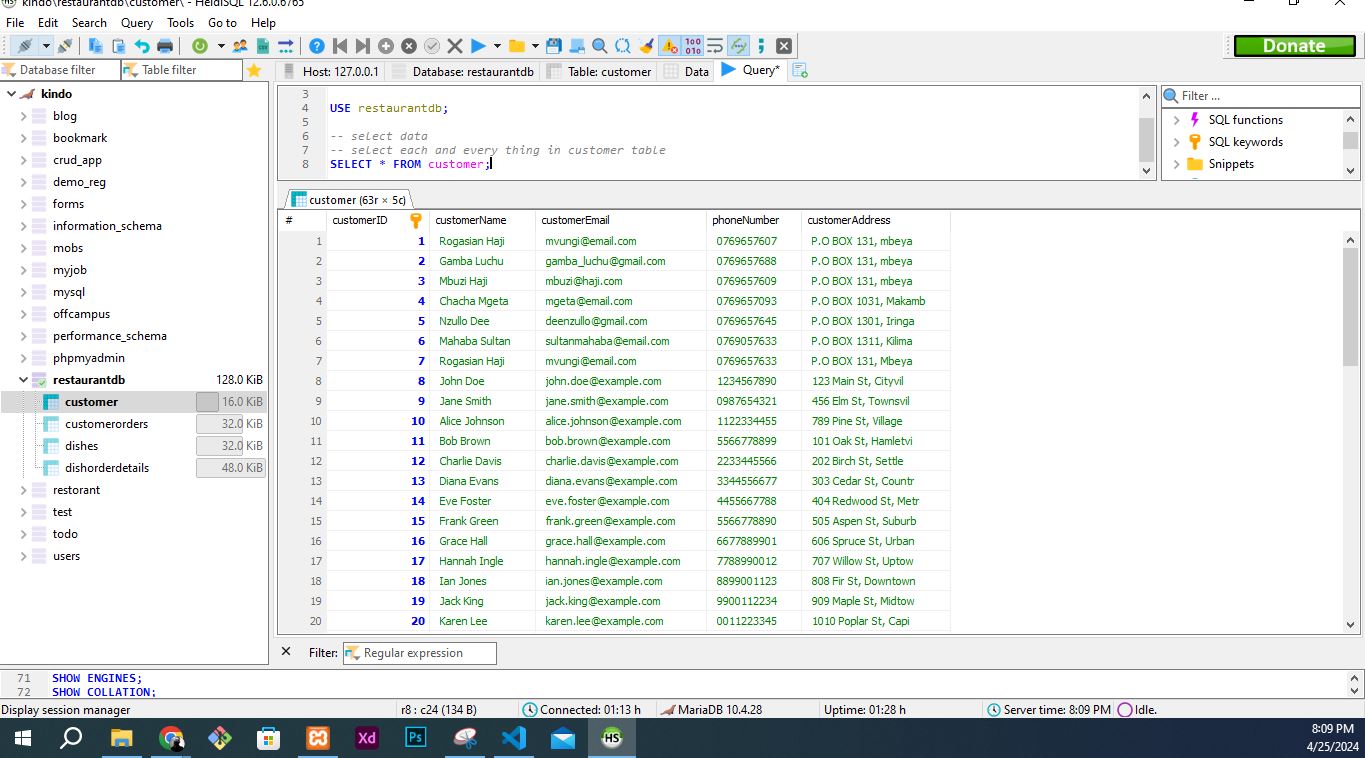 kindo\restaurantdb\customer\ - HeidiSQL 12.6.0.6765
File Edit Search Query Tools Go to Help
Donate
Database filter Table filter Host: 127.0.0.1 Database: restaurantdb Table: customer Data Query*
kindo
blog
bookmark
crud_app
demo_reg
forms
information_schema
mobs
myjob
mysql
offcampus
performance_schema
phpmyadmin
restaurantdb 128.0 KiB
customer 16.0 KiB
customerorders 32.0 KiB
dishes 32.0 KiB
dishorderdetails 48.0 KiB
restorant
test
todo
users
3
4 USE restaurantdb;
5
6 -- select data
7 -- select each and every thing in customer table
8 SELECT * FROM customer;
Filter ...
SQL functions
SQL keywords
Snippets
customer (63r × 5c)
# customerID customerName customerEmail phoneNumber customerAddress
1 1 Rogasian Haji mvungi@email.com 0769657607 P.O BOX 131, mbeya
2 2 Gamba Luchu gamba_luchu@gmail.com 0769657688 P.O BOX 131, mbeya
3 3 Mbuzi Haji mbuzi@haji.com 0769657609 P.O BOX 131, mbeya
4 4 Chacha Mgeta mgeta@email.com 0769657093 P.O BOX 1031, Makamb
5 5 Nzullo Dee deenzullo@gmail.com 0769657645 P.O BOX 1301, Iringa
6 6 Mahaba Sultan sultanmahaba@email.com 0769057633 P.O BOX 1311, Kilima
7 7 Rogasian Haji mvungi@email.com 0769657633 P.O BOX 131, Mbeya
8 8 John Doe john.doe@example.com 1234567890 123 Main St, Cityvil
9 9 Jane Smith jane.smith@example.com 0987654321 456 Elm St, Townsvil
10 10 Alice Johnson alice.johnson@example.com 1122334455 789 Pine St, Village
11 11 Bob Brown bob.brown@example.com 5566778899 101 Oak St, Hamletvi
12 12 Charlie Davis charlie.davis@example.com 2233445566 202 Birch St, Settle
13 13 Diana Evans diana.evans@example.com 3344556677 303 Cedar St, Countr
14 14 Eve Foster eve.foster@example.com 4455667788 404 Redwood St, Metr
15 15 Frank Green frank.green@example.com 5566778890 505 Aspen St, Suburb
16 16 Grace Hall grace.hall@example.com 6677889901 606 Spruce St, Urban
17 17 Hannah Ingle hannah.ingle@example.com 7788990012 707 Willow St, Uptow
18 18 Ian Jones ian.jones@example.com 8899001123 808 Fir St, Downtown
19 19 Jack King jack.king@example.com 9900112234 909 Maple St, Midtow
20 20 Karen Lee karen.lee@example.com 0011223345 1010 Poplar St, Capi
Filter: Regular expression
71 SHOW ENGINES;
72 SHOW COLLATION;
Display session manager r8 : c24 (134 B) Connected: 01:13 h MariaDB 10.4.28 Uptime: 01:28 h Server time: 8:09 PM Idle.
Xd Ps HS
8:09 PM
4/25/2024